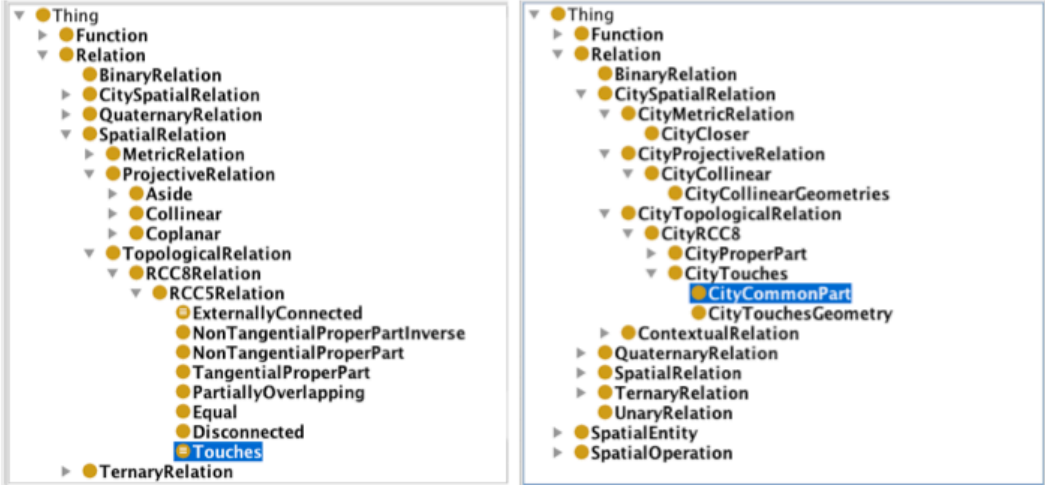 Thing
Function
Relation
BinaryRelation
CitySpatialRelation
QuaternaryRelation
SpatialRelation
MetricRelation
ProjectiveRelation
Aside
Collinear
Coplanar
TopologicalRelation
RCC8Relation
RCC5Relation
ExternallyConnected
NonTangentialProperPartInverse
NonTangentialProperPart
TangentialProperPart
PartiallyOverlapping
Equal
Disconnected
Touches
TernaryRelation
Thing
Function
Relation
BinaryRelation
CitySpatialRelation
CityMetricRelation
CityCloser
CityProjectiveRelation
CityCollinear
CityCollinearGeometries
CityTopologicalRelation
CityRCC8
CityProperPart
CityTouches
CityCommonPart
CityTouchesGeometry
ContextualRelation
QuaternaryRelation
SpatialRelation
TernaryRelation
UnaryRelation
SpatialEntity
SpatialOperation